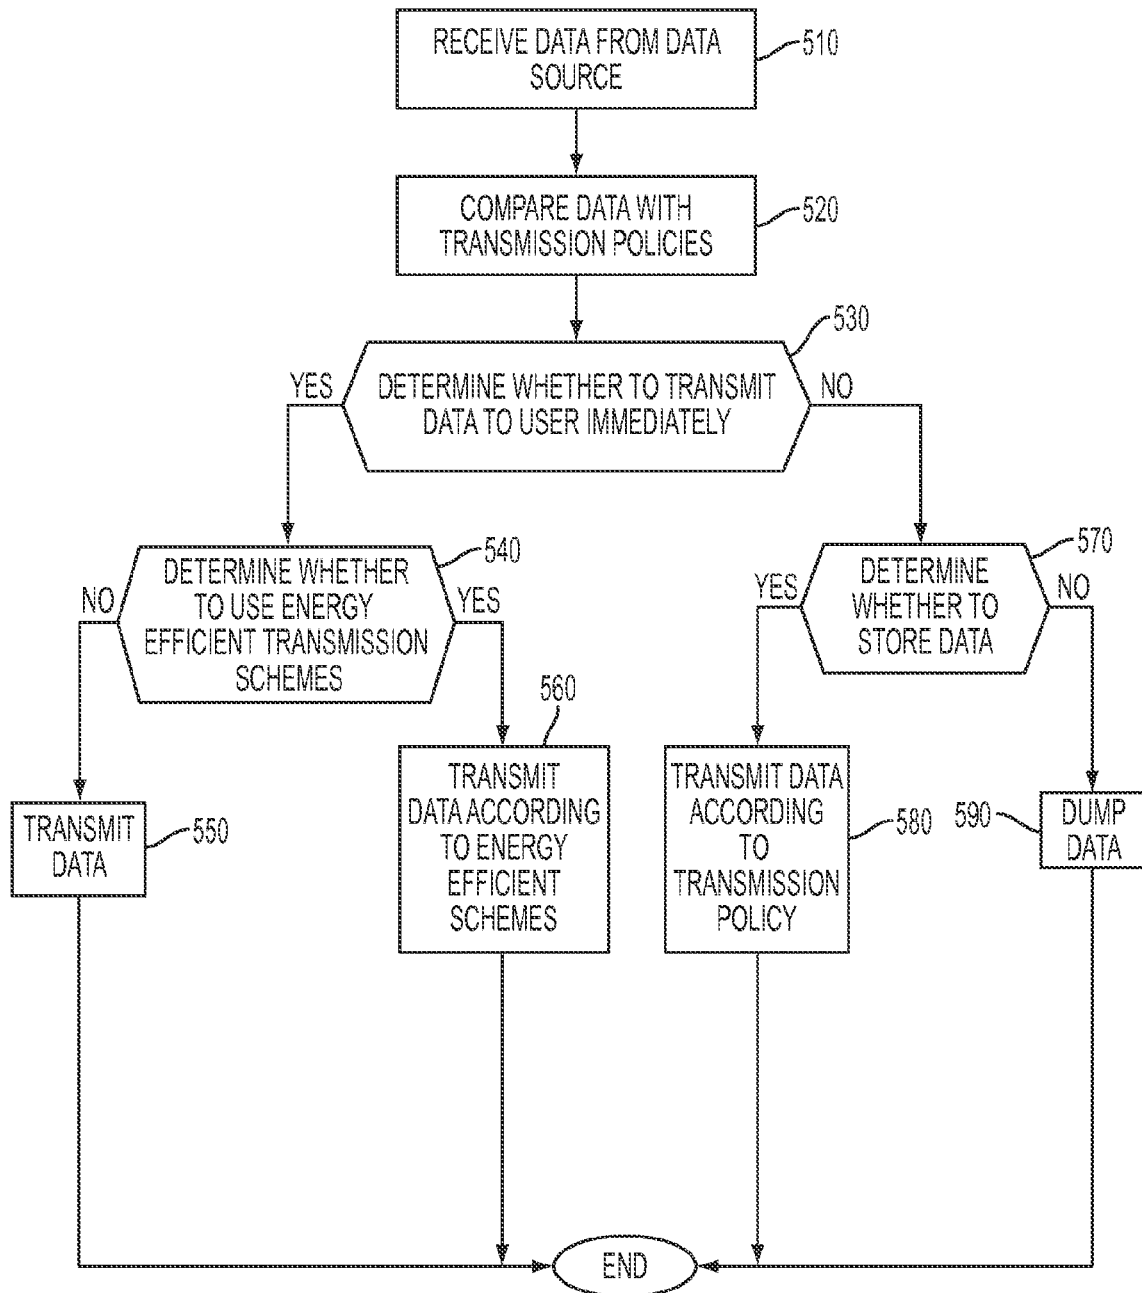 RECEIVE DATA FROM DATA
SOURCE
510
COMPARE DATA WITH
TRANSMISSION POLICIES
520
530
YES
DETERMINE WHETHER TO TRANSMIT
DATA TO USER IMMEDIATELY
NO
540
NO
DETERMINE WHETHER
TO USE ENERGY
EFFICIENT TRANSMISSION
SCHEMES
YES
570
YES
DETERMINE
WHETHER TO
STORE DATA
NO
TRANSMIT
DATA
550
560
TRANSMIT
DATA ACCORDING
TO ENERGY
EFFICIENT
SCHEMES
TRANSMIT DATA
ACCORDING
TO
TRANSMISSION
POLICY
580
590
DUMP
DATA
END